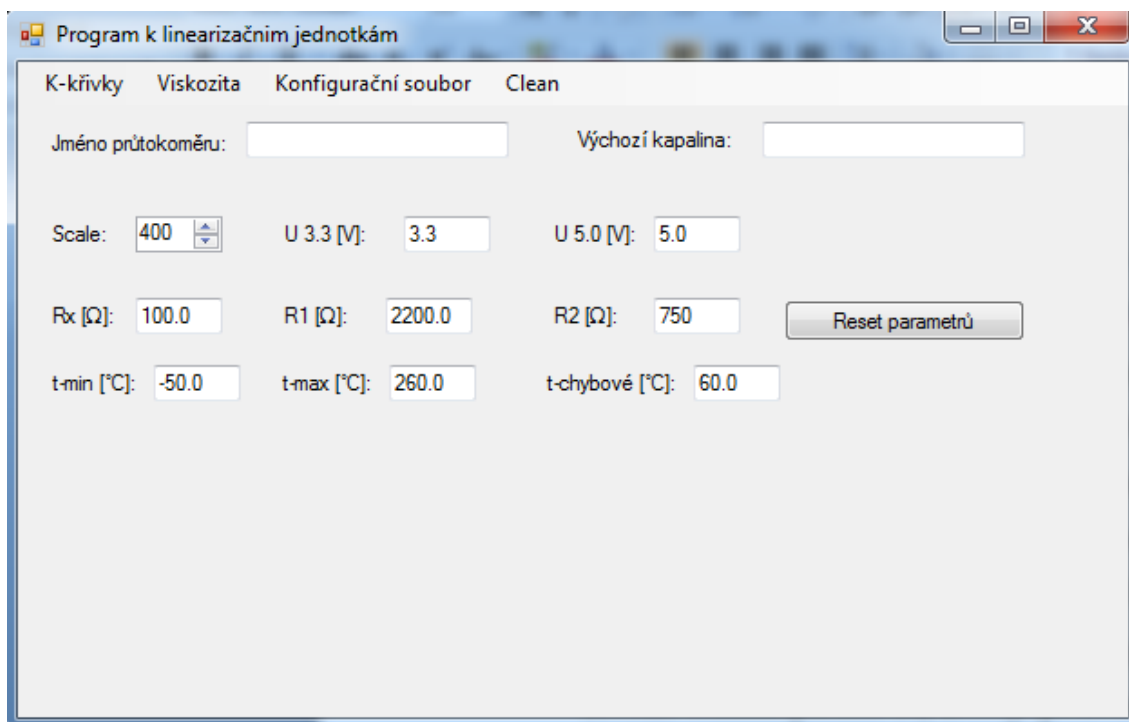 Program k linearizačnim jednotkám
K-křivky Viskozita Konfigurační soubor Clean
Jméno průtokoměru: Výchozí kapalina:
Scale: 400 U 3.3 [V]: 3.3 U 5.0 [V]: 5.0
Rx [Ω]: 100.0 R1 [Ω]: 2200.0 R2 [Ω]: 750 Reset parametrů
t-min [°C]: -50.0 t-max [°C]: 260.0 t-chybové [°C]: 60.0